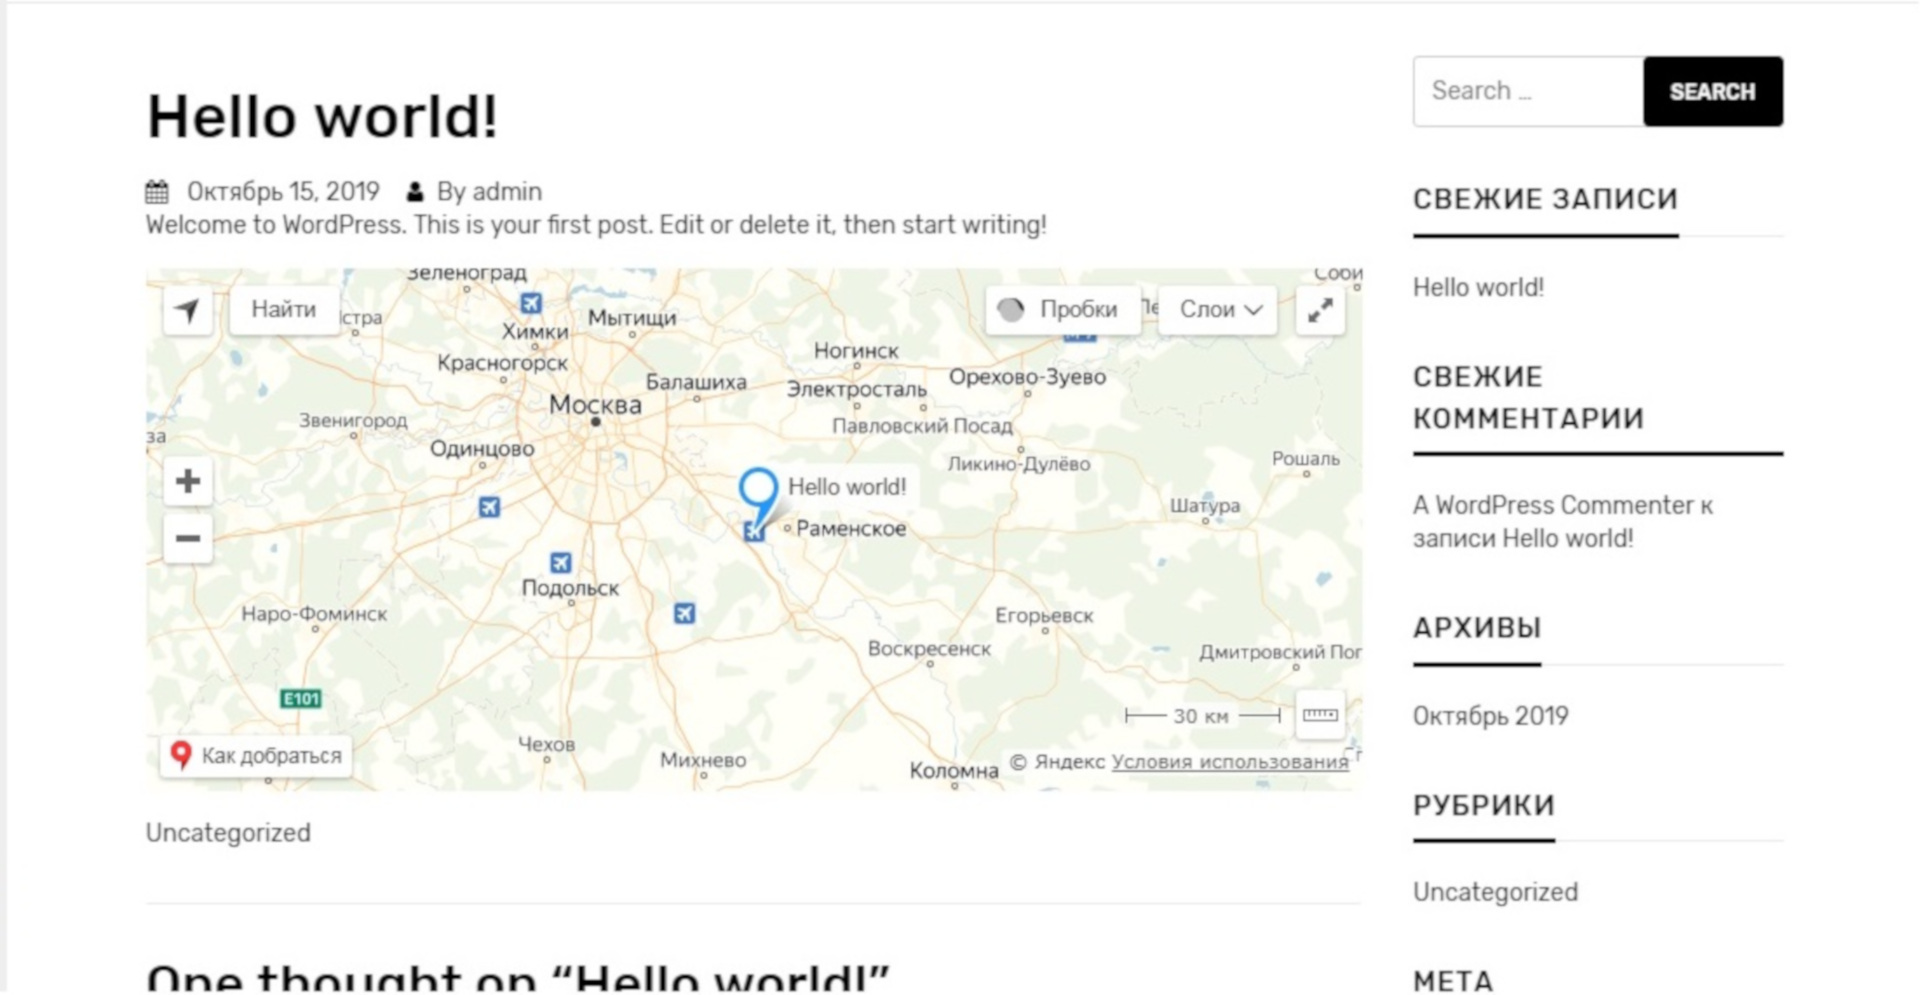 Hello world!
Октябрь 15, 2019 By admin
Welcome to WordPress. This is your first post. Edit or delete it, then start writing!
Зеленоград
Найти
Химки
Мытищи
Пробки
Слои
Красногорск
Ногинск
Балашиха
Электросталь
Орехово-Зуево
Москва
Звенигород
Павловский Посад
Одинцово
Ликино-Дулёво
Рошаль
Hello world!
Шатура
Раменское
Подольск
Наро-Фоминск
Егорьевск
Воскресенск
Дмитровский Пог
E101
30 км
Как добраться
Чехов
Михнево
Коломна
© Яндекс Условия использования
Uncategorized
One thought on “Hello world!”
Search …
SEARCH
СВЕЖИЕ ЗАПИСИ
Hello world!
СВЕЖИЕ
КОММЕНТАРИИ
A WordPress Commenter к
записи Hello world!
АРХИВЫ
Октябрь 2019
РУБРИКИ
Uncategorized
МЕТА